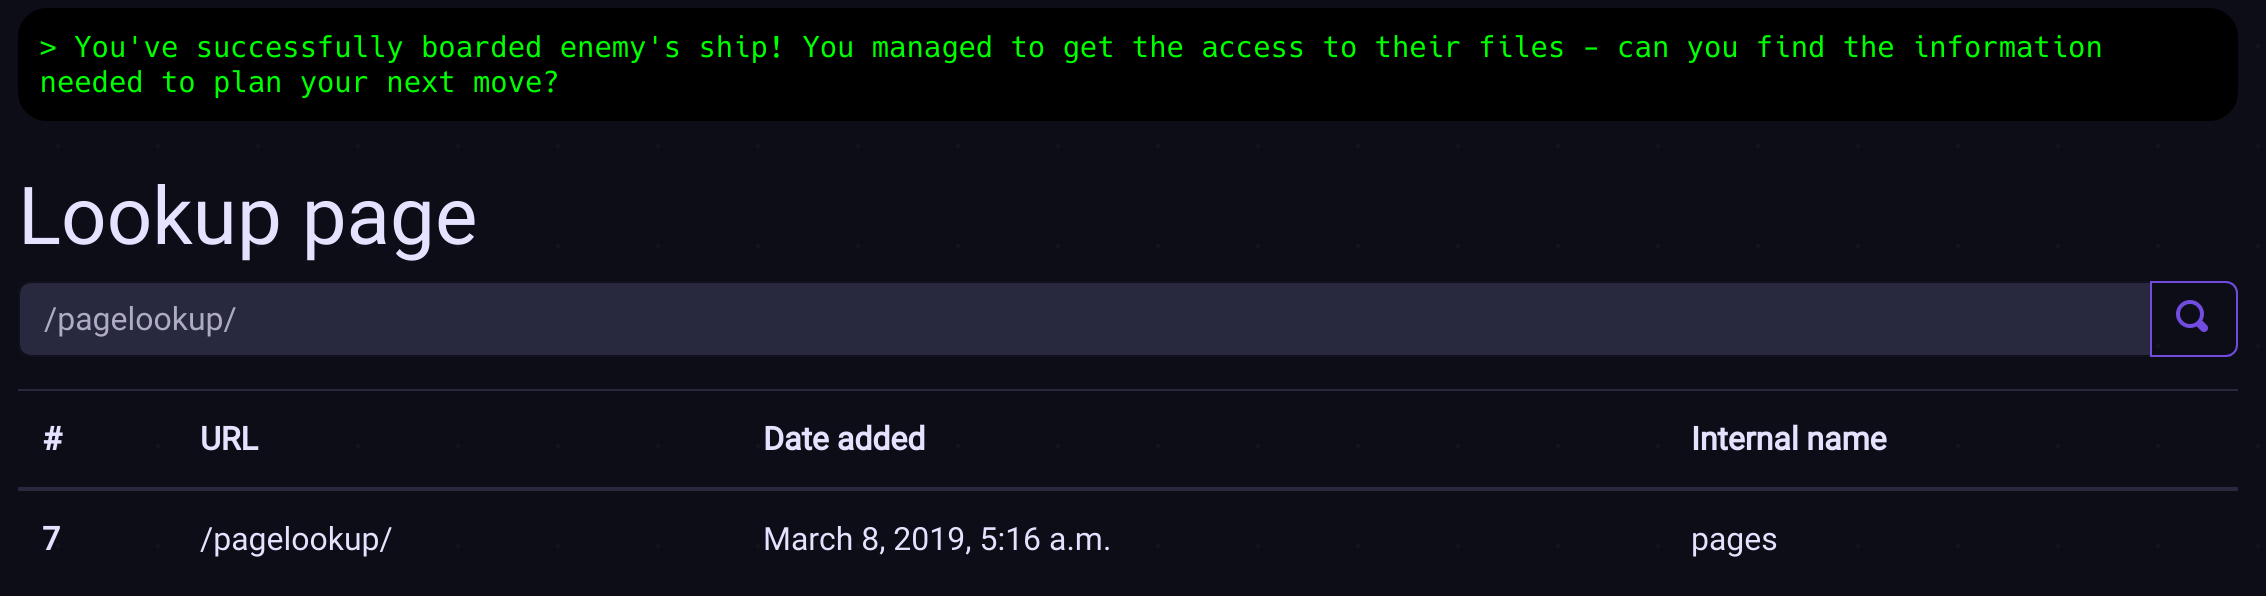 > You've successfully boarded enemy's ship! You managed to get the access to their files - can you find the information
needed to plan your next move?
Lookup page
/pagelookup/
# URL Date added Internal name
7 /pagelookup/ March 8, 2019, 5:16 a.m. pages